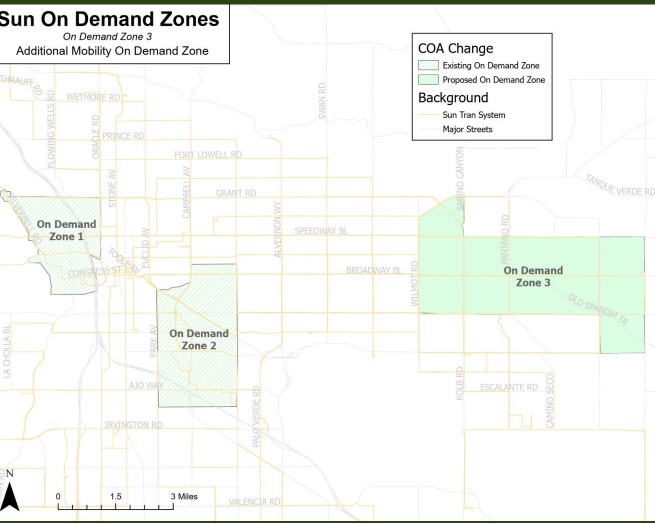 Sun On Demand Zones
On Demand Zone 3
Additional Mobility On Demand Zone
COA Change
Existing On Demand Zone
Proposed On Demand Zone
Background
Sun Tran System
Major Streets
THRAUFF RD
WETMORE RD
FLOWING WELLS RD
ORACLE RD
PRINCE RD
SWAN RD
FORT LOWELL RD
STONE AV
CAMPBELL AV
GRANT RD
SABINO CANYON
TANQUE VERDE RD
SILVERBELL RD
On Demand
Zone 1
EUCLID AV
ALVERNON WY
SPEEDWAY BL
PANTANO RD
TOOLE AV
CONGRESS ST
BROADWAY BL
WILMOT RD
On Demand
Zone 3
OLD SPANISH TR
LA CHOLLA BL
PARK AV
On Demand
Zone 2
AJO WAY
PALO VERDE RD
KOLB RD
ESCALANTE RD
CAMINO SECO
IRVINGTON RD
VALENCIA RD
N
0 1.5 3 Miles